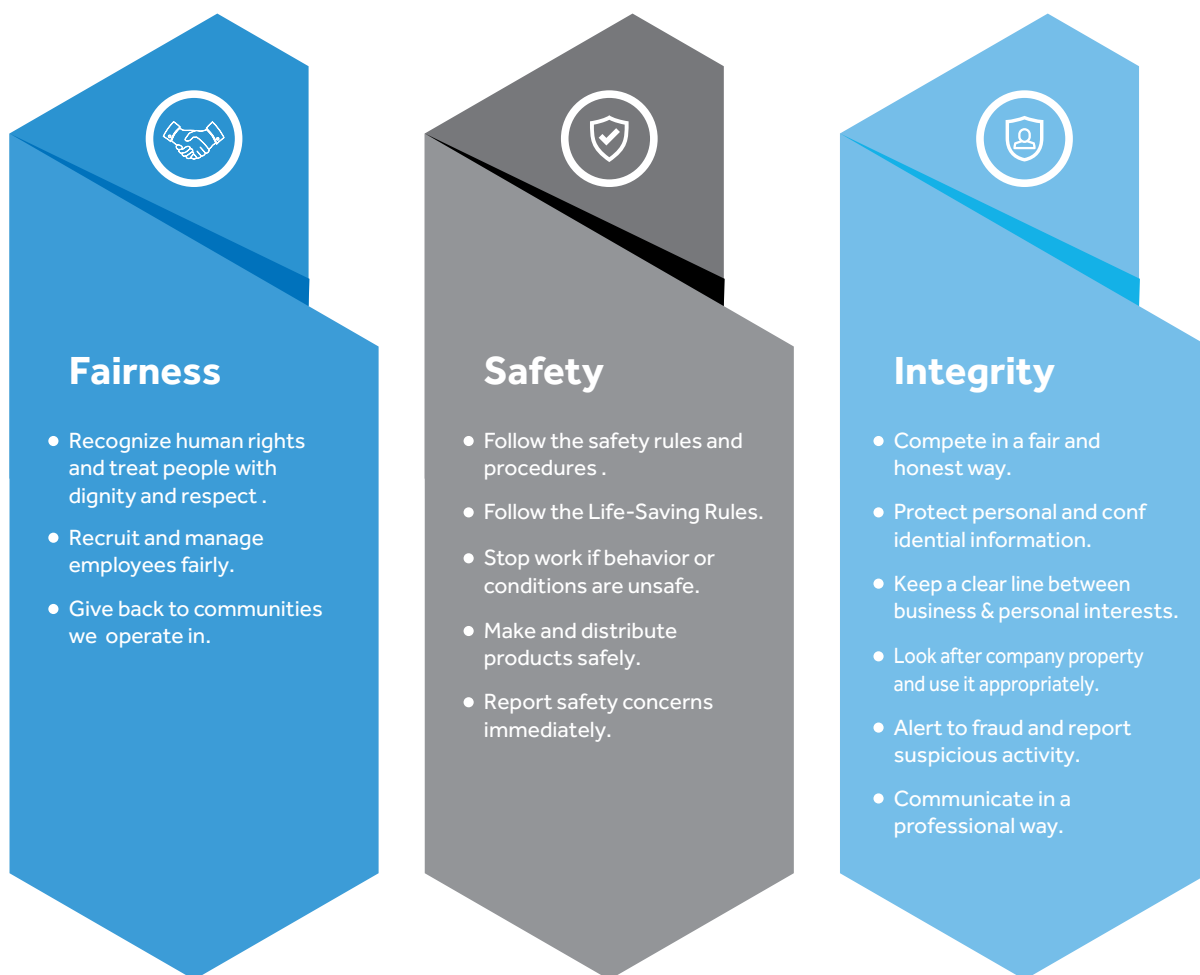 Fairness
Recognize human rights
and treat people with
dignity and respect .
Recruit and manage
employees fairly.
Give back to communities
we operate in.
Safety
Follow the safety rules and
procedures .
Follow the Life-Saving Rules.
Stop work if behavior or
conditions are unsafe.
Make and distribute
products safely.
Report safety concerns
immediately.
Integrity
Compete in a fair and
honest way.
Protect personal and conf
idential information.
Keep a clear line between
business & personal interests.
Look after company property
and use it appropriately.
Alert to fraud and report
suspicious activity.
Communicate in a
professional way.